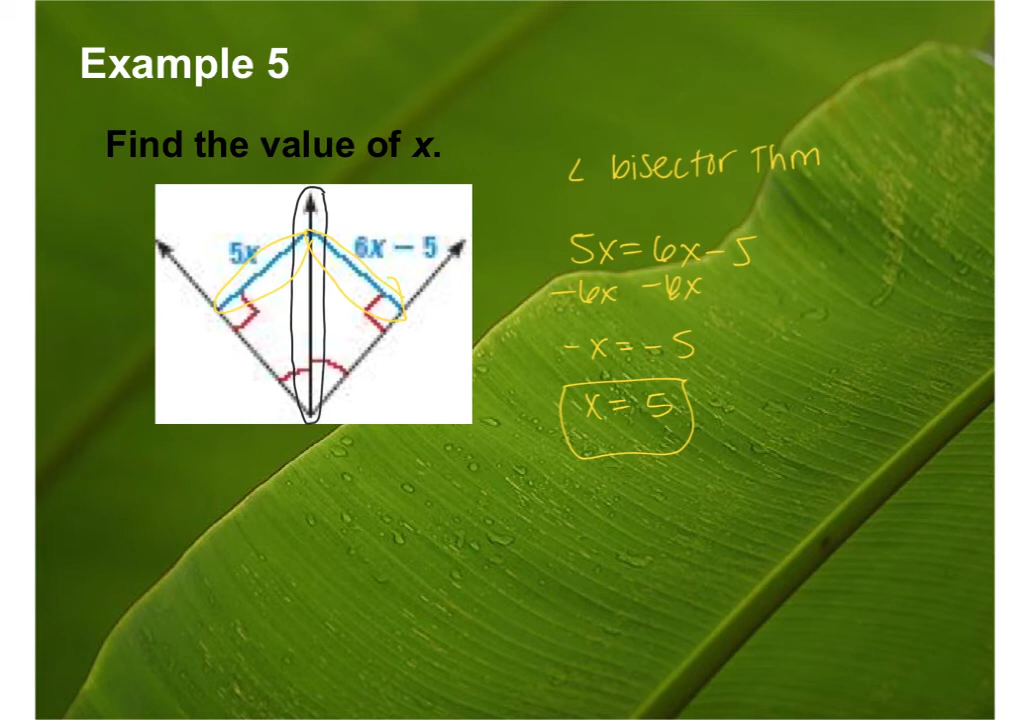 Example 5
Find the value of x.
5x
6x – 5
∠ bisector Thm
5x = 6x – 5
–6x –6x
– x = – 5
x = 5